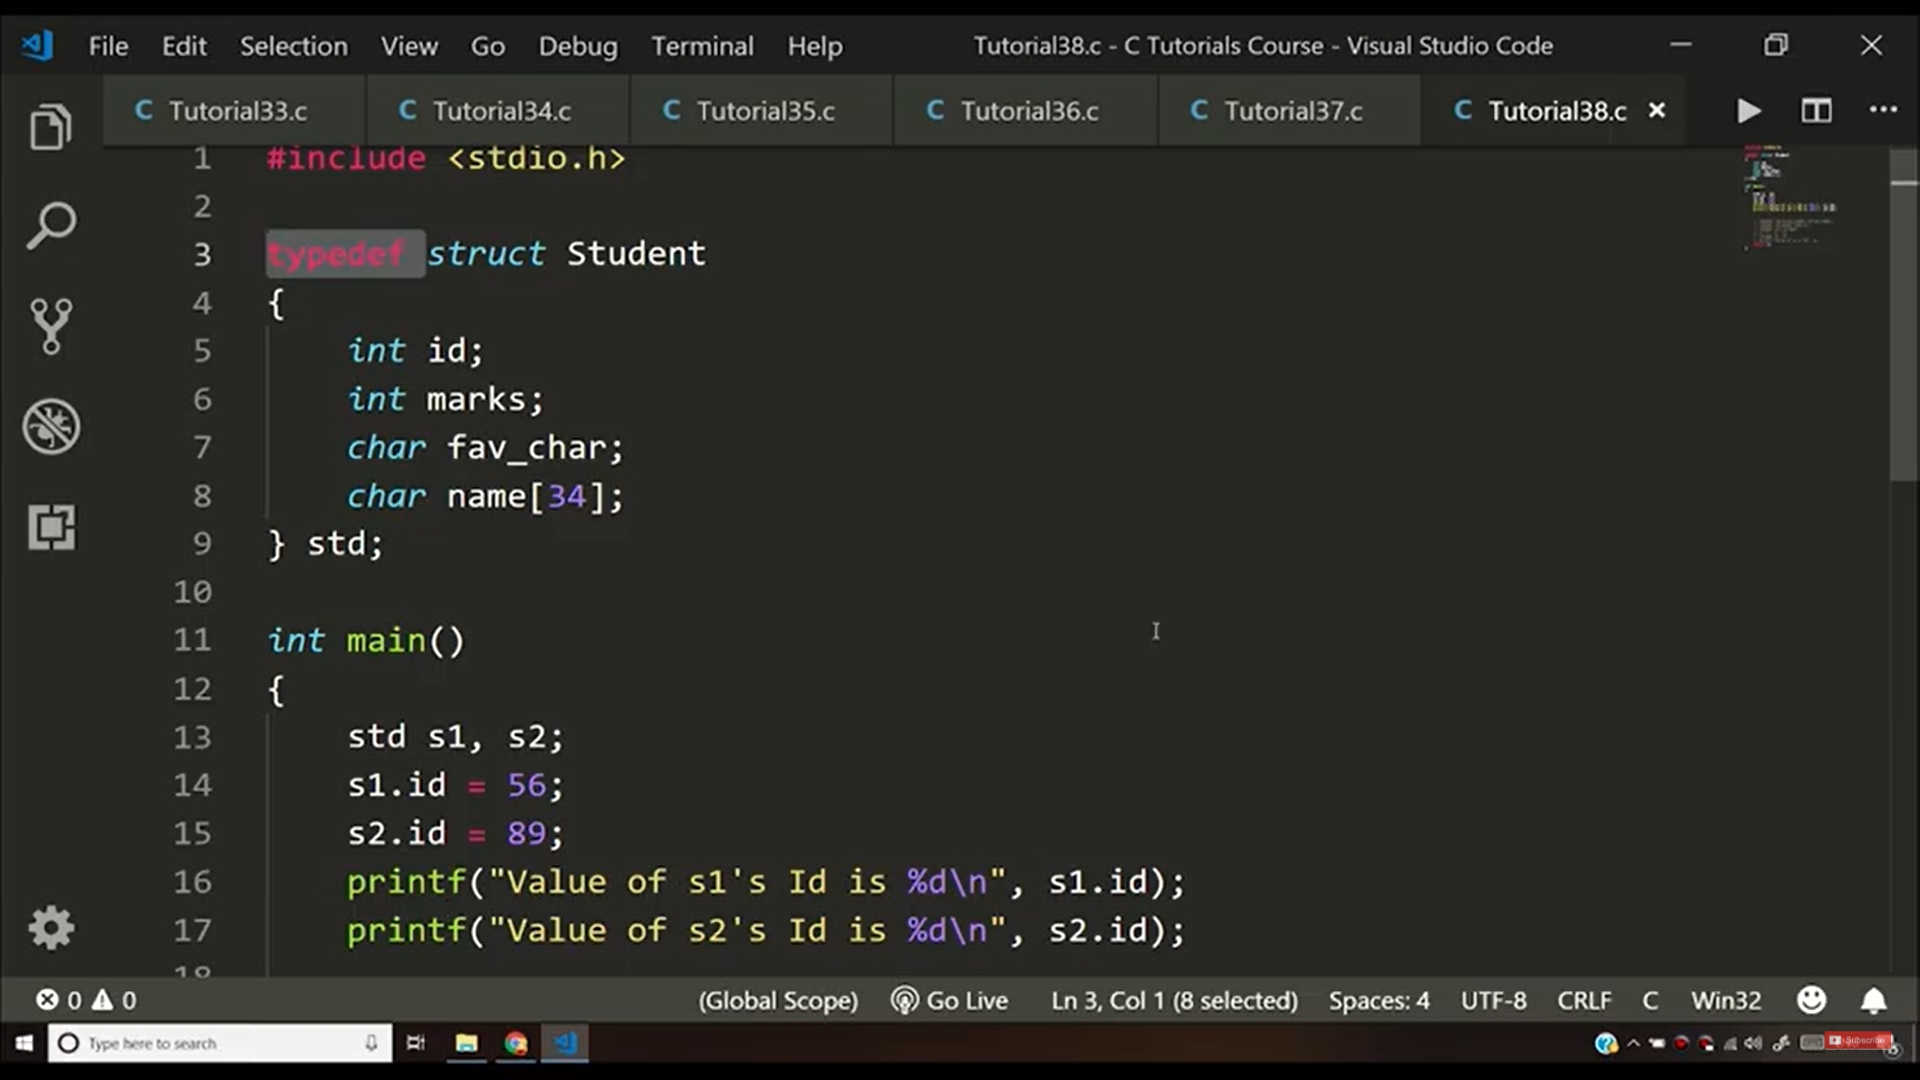 File Edit Selection View Go Debug Terminal Help Tutorial38.c - C Tutorials Course - Visual Studio Code
C Tutorial33.c C Tutorial34.c C Tutorial35.c C Tutorial36.c C Tutorial37.c C Tutorial38.c
1 #include <stdio.h>
2
3 typedef struct Student
4 {
5 int id;
6 int marks;
7 char fav_char;
8 char name[34];
9 } std;
10
11 int main()
12 {
13 std s1, s2;
14 s1.id = 56;
15 s2.id = 89;
16 printf("Value of s1's Id is %d\n", s1.id);
17 printf("Value of s2's Id is %d\n", s2.id);
18
0 0 (Global Scope) Go Live Ln 3, Col 1 (8 selected) Spaces: 4 UTF-8 CRLF C Win32
Type here to search Subscribe